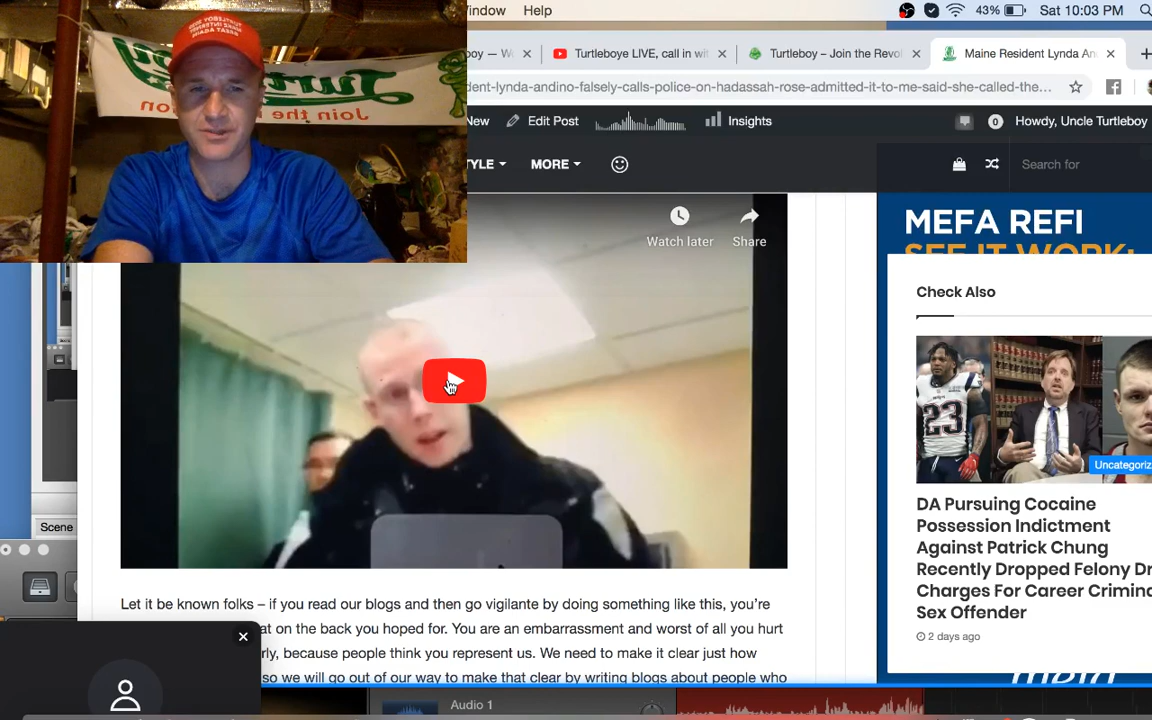 indow Help 43% Sat 10:03 PM
boy — W Turtleboye LIVE, call in wit Turtleboy – Join the Revol Maine Resident Lynda An
dent-lynda-andino-falsely-calls-police-on-hadassah-rose-admitted-it-to-me-said-she-called-the...
New Edit Post Insights 0 Howdy, Uncle Turtleboy
TYLE MORE Search for
Join the
Watch later Share
MEFA REFI
SEE IT WORK:
Check Also
23
Uncategoriz
DA Pursuing Cocaine
Possession Indictment
Against Patrick Chung
Recently Dropped Felony Dr
Charges For Career Crimina
Sex Offender
2 days ago
Scene
Let it be known folks – if you read our blogs and then go vigilante by doing something like this, you’re
at on the back you hoped for. You are an embarrassment and worst of all you hurt
rly, because people think you represent us. We need to make it clear just how
so we will go out of our way to make that clear by writing blogs about people who
Audio 1